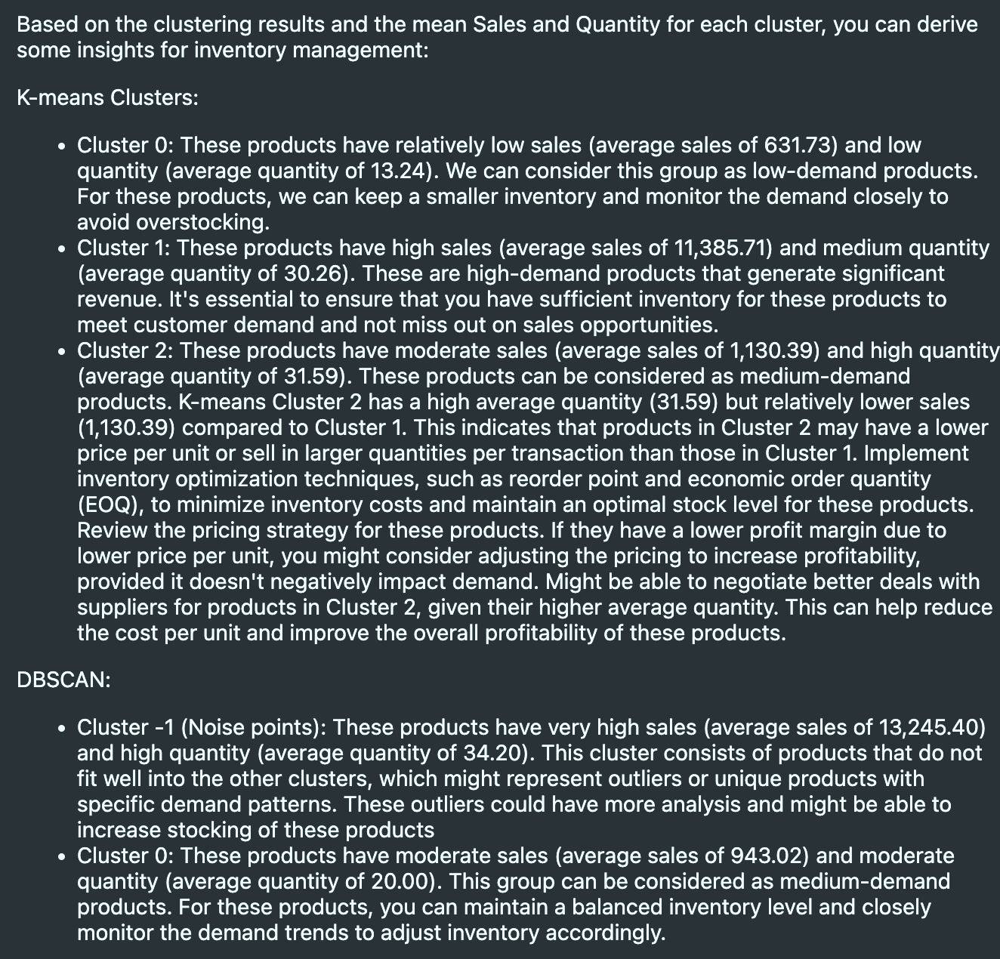 Based on the clustering results and the mean Sales and Quantity for each cluster, you can derive
some insights for inventory management:
K-means Clusters:
• Cluster 0: These products have relatively low sales (average sales of 631.73) and low
quantity (average quantity of 13.24). We can consider this group as low-demand products.
For these products, we can keep a smaller inventory and monitor the demand closely to
avoid overstocking.
• Cluster 1: These products have high sales (average sales of 11,385.71) and medium quantity
(average quantity of 30.26). These are high-demand products that generate significant
revenue. It's essential to ensure that you have sufficient inventory for these products to
meet customer demand and not miss out on sales opportunities.
• Cluster 2: These products have moderate sales (average sales of 1,130.39) and high quantity
(average quantity of 31.59). These products can be considered as medium-demand
products. K-means Cluster 2 has a high average quantity (31.59) but relatively lower sales
(1,130.39) compared to Cluster 1. This indicates that products in Cluster 2 may have a lower
price per unit or sell in larger quantities per transaction than those in Cluster 1. Implement
inventory optimization techniques, such as reorder point and economic order quantity
(EOQ), to minimize inventory costs and maintain an optimal stock level for these products.
Review the pricing strategy for these products. If they have a lower profit margin due to
lower price per unit, you might consider adjusting the pricing to increase profitability,
provided it doesn't negatively impact demand. Might be able to negotiate better deals with
suppliers for products in Cluster 2, given their higher average quantity. This can help reduce
the cost per unit and improve the overall profitability of these products.
DBSCAN:
• Cluster -1 (Noise points): These products have very high sales (average sales of 13,245.40)
and high quantity (average quantity of 34.20). This cluster consists of products that do not
fit well into the other clusters, which might represent outliers or unique products with
specific demand patterns. These outliers could have more analysis and might be able to
increase stocking of these products
• Cluster 0: These products have moderate sales (average sales of 943.02) and moderate
quantity (average quantity of 20.00). This group can be considered as medium-demand
products. For these products, you can maintain a balanced inventory level and closely
monitor the demand trends to adjust inventory accordingly.